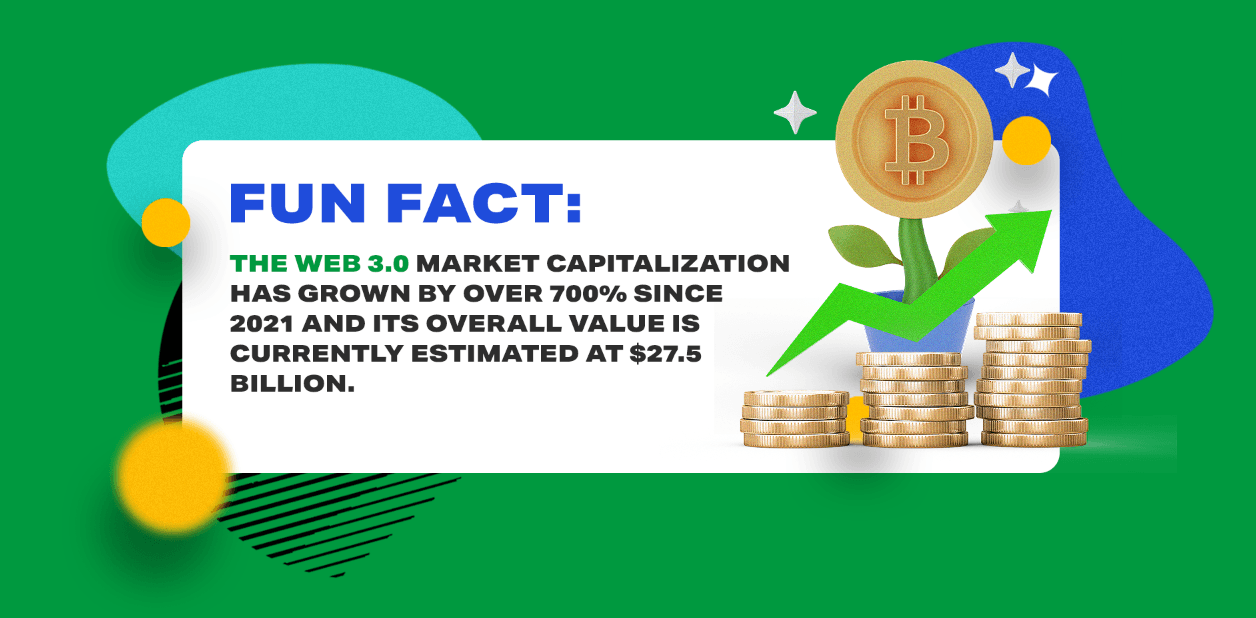 FUN FACT:
THE WEB 3.0 MARKET CAPITALIZATION
HAS GROWN BY OVER 700% SINCE
2021 AND ITS OVERALL VALUE IS
CURRENTLY ESTIMATED AT $27.5
BILLION.